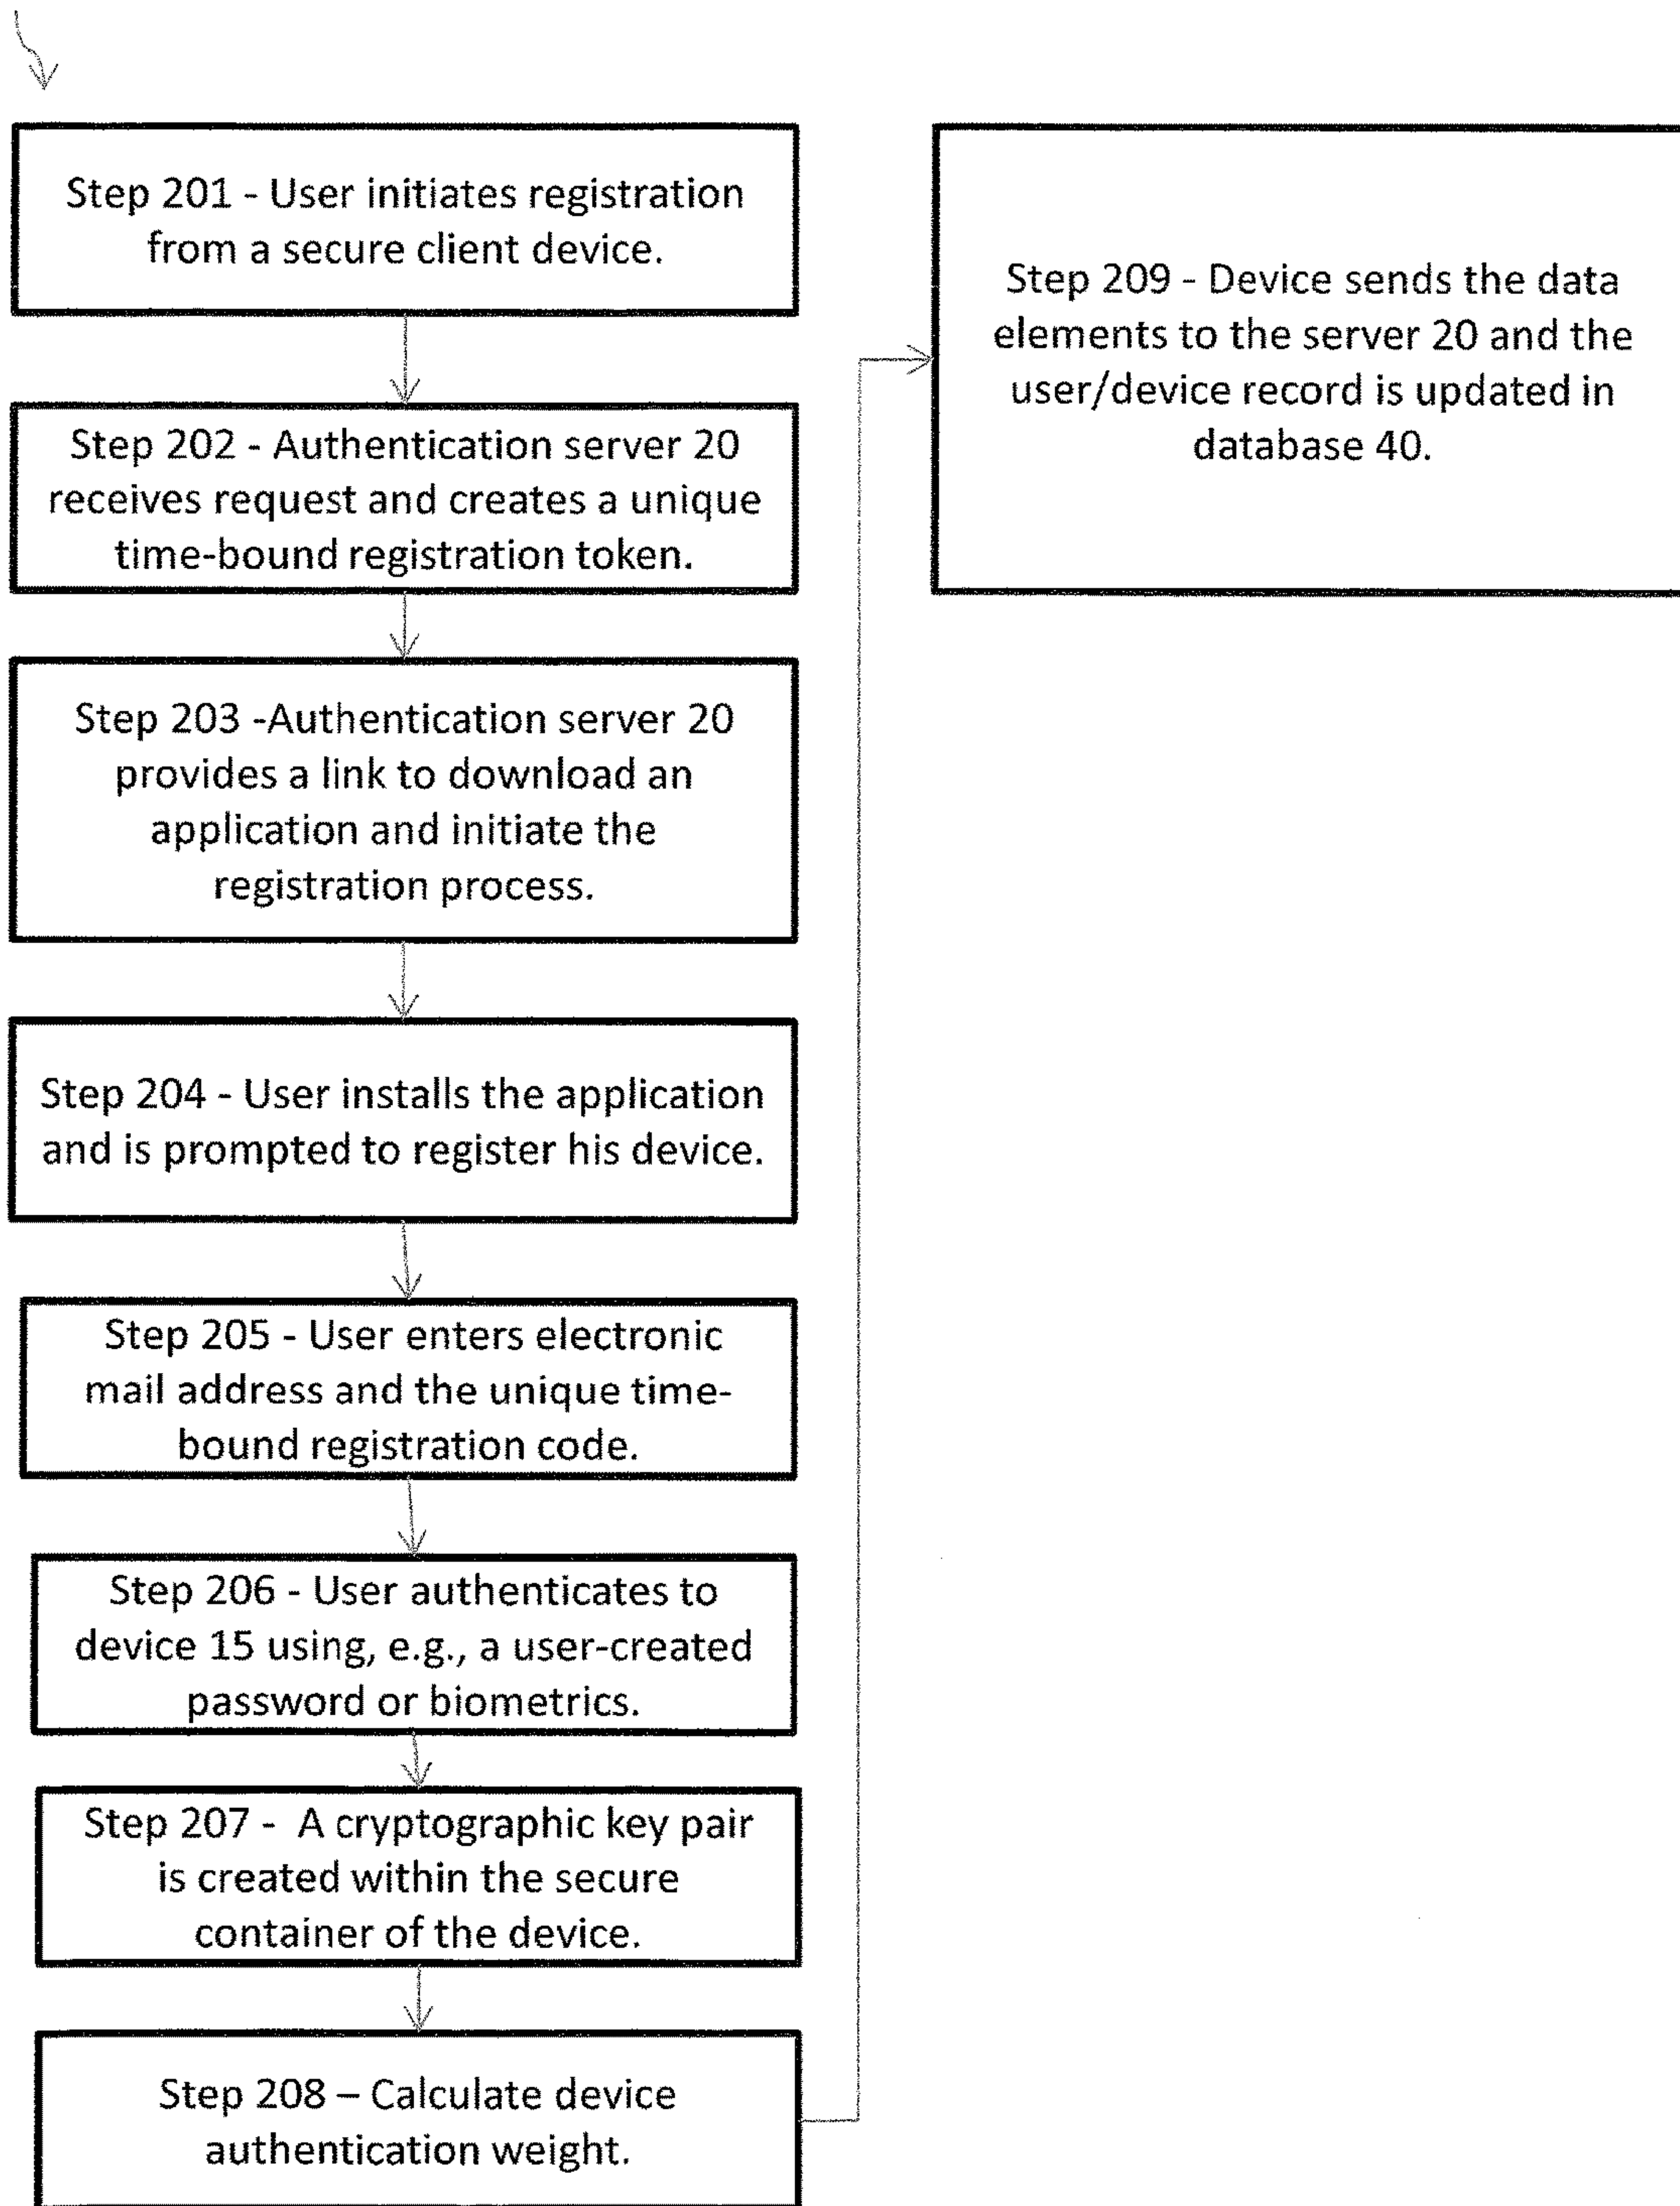 Step 201 - User initiates registration
from a secure client device.
Step 202 - Authentication server 20
receives request and creates a unique
time-bound registration token.
Step 203 -Authentication server 20
provides a link to download an
application and initiate the
registration process.
Step 204 - User installs the application
and is prompted to register his device.
Step 205 - User enters electronic
mail address and the unique time-
bound registration code.
Step 206 - User authenticates to
device 15 using, e.g., a user-created
password or biometrics.
Step 207 - A cryptographic key pair
is created within the secure
container of the device.
Step 208 – Calculate device
authentication weight.
Step 209 - Device sends the data
elements to the server 20 and the
user/device record is updated in
database 40.